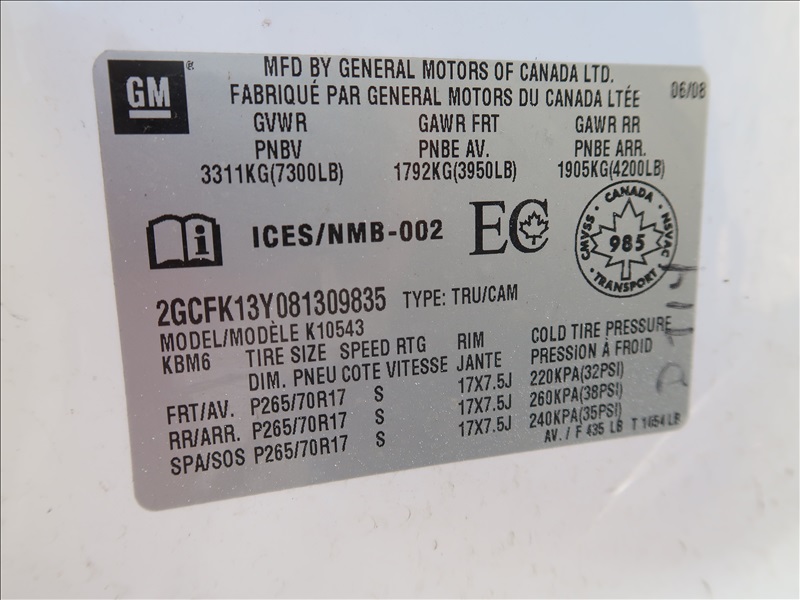 GM
MFD BY GENERAL MOTORS OF CANADA LTD.
FABRIQUÉ PAR GENERAL MOTORS DU CANADA LTÉE
06/08
GVWR GAWR FRT GAWR RR
PNBV PNBE AV. PNBE ARR.
3311KG(7300LB) 1792KG(3950LB) 1905KG(4200LB)
ICES/NMB-002
EC
CANADA
CMVSS 985 NSVAC
TRANSPORT
2GCFK13Y081309835 TYPE: TRU/CAM
MODEL/MODÈLE K10543
KBM6 TIRE SIZE SPEED RTG RIM COLD TIRE PRESSURE
DIM. PNEU COTE VITESSE JANTE PRESSION À FROID
FRT/AV. P265/70R17 S 17X7.5J 220KPA(32PSI)
RR/ARR. P265/70R17 S 17X7.5J 260KPA(38PSI)
SPA/SOS P265/70R17 S 17X7.5J 240KPA(35PSI)
AV. / F 435 LB T 1654 LB